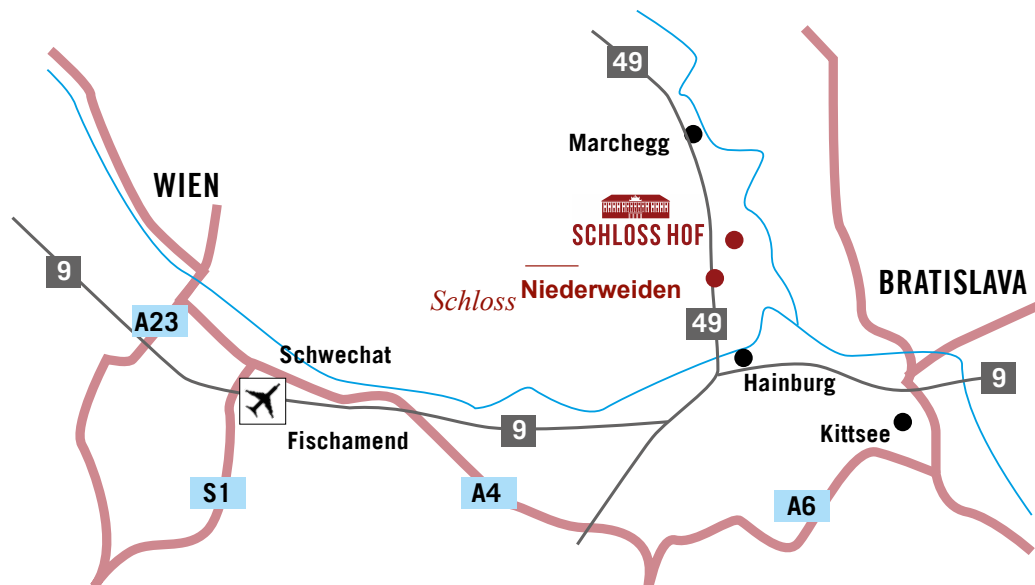 49
Marchegg
WIEN
SCHLOSS HOF
9
BRATISLAVA
Schloss Niederweiden
A23
49
Schwechat
Hainburg
9
Fischamend
9
Kittsee
S1
A4
A6